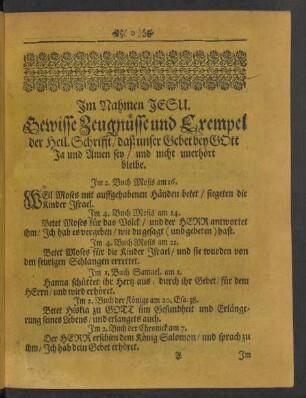 Im Nahmen JESU.
Gewisse Zeugnüsse und Exempel
der Heil. Schrifft / daß unser Gebet bey GOtt
Ja und Amen sey / und nicht unerhört
bleibe.
Im 2. Buch Mosis am 16.
WEil Moses mit auffgehabenen Händen betet / siegeten die
Kinder Israel.
Im 4. Buch Mosis am 14.
Betet Moses für das Volck / und der HERR antwortet
ihm / Ich hab es vergeben / wie du gesagt (und gebeten) hast.
Im 4. Buch Mosis am 21.
Betet Moses für die Kinder Israel / und sie wurden von
den feurigen Schlangen errettet.
Im 1. Buch Samuel. am 1.
Hanna schüttet ihr Hertz aus / durch ihr Gebet / für dem
HErrn / und wird erhöret.
Im 2. Buch der Könige am 20. Esa. 38.
Betet Hiskia zu GOTT um Gesundheit und Erlänge-
rung seines Lebens / und erlangets auch.
Im 2. Buch der Chronick am 7.
Der HERR erschien dem König Salomon / und sprach zu
ihm / Ich hab dein Gebet erhöret.
Im